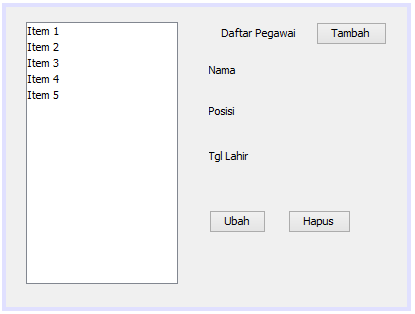 Item 1
Item 2
Item 3
Item 4
Item 5
Daftar Pegawai
Tambah
Nama
Posisi
Tgl Lahir
Ubah
Hapus